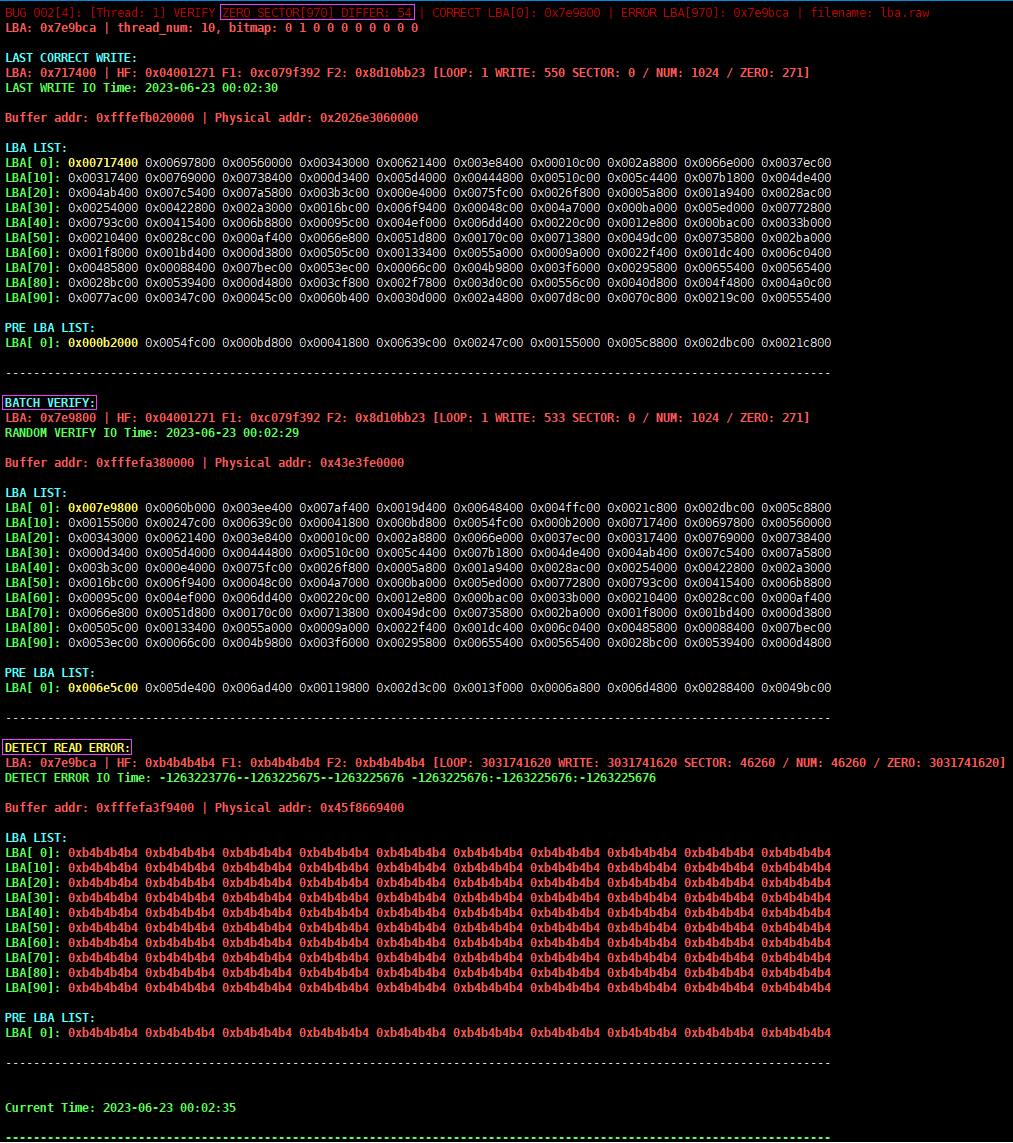 BUG 002[4]: [Thread: 1] VERIFY ZERO SECTOR[970] DIFFER: 54 | CORRECT LBA[0]: 0x7e9800 | ERROR LBA[970]: 0x7e9bca | filename: lba.raw
LBA: 0x7e9bca | thread_num: 10, bitmap: 0 1 0 0 0 0 0 0 0 0
LAST CORRECT WRITE:
LBA: 0x717400 | HF: 0x04001271 F1: 0xc079f392 F2: 0x8d10bb23 [LOOP: 1 WRITE: 550 SECTOR: 0 / NUM: 1024 / ZERO: 271]
LAST WRITE IO Time: 2023-06-23 00:02:30
Buffer addr: 0xfffefb020000 | Physical addr: 0x2026e3060000
LBA LIST:
LBA[ 0]: 0x00717400 0x00697800 0x00560000 0x00343000 0x00621400 0x003e8400 0x00010c00 0x002a8800 0x0066e000 0x0037ec00
LBA[10]: 0x00317400 0x00769000 0x00738400 0x000d3400 0x005d4000 0x00444800 0x00510c00 0x005c4400 0x007b1800 0x004de400
LBA[20]: 0x004ab400 0x007c5400 0x007a5800 0x003b3c00 0x000e4000 0x0075fc00 0x0026f800 0x0005a800 0x001a9400 0x0028ac00
LBA[30]: 0x00254000 0x00422800 0x002a3000 0x0016bc00 0x006f9400 0x00048c00 0x004a7000 0x000ba000 0x005ed000 0x00772800
LBA[40]: 0x00793c00 0x00415400 0x006b8800 0x00095c00 0x004ef000 0x006dd400 0x00220c00 0x0012e800 0x000bac00 0x0033b000
LBA[50]: 0x00210400 0x0028cc00 0x000af400 0x0066e800 0x0051d800 0x00170c00 0x00713800 0x0049dc00 0x00735800 0x002ba000
LBA[60]: 0x001f8000 0x001bd400 0x000d3800 0x00505c00 0x00133400 0x0055a000 0x0009a000 0x0022f400 0x001dc400 0x006c0400
LBA[70]: 0x00485800 0x00088400 0x007bec00 0x0053ec00 0x00066c00 0x004b9800 0x003f6000 0x00295800 0x00655400 0x00565400
LBA[80]: 0x0028bc00 0x00539400 0x000d4800 0x003cf800 0x002f7800 0x003d0c00 0x00556c00 0x0040d800 0x004f4800 0x004a0c00
LBA[90]: 0x0077ac00 0x00347c00 0x00045c00 0x0060b400 0x0030d000 0x002a4800 0x007d8c00 0x0070c800 0x00219c00 0x00555400
PRE LBA LIST:
LBA[ 0]: 0x000b2000 0x0054fc00 0x000bd800 0x00041800 0x00639c00 0x00247c00 0x00155000 0x005c8800 0x002dbc00 0x0021c800
----------------------------------------------------------------------------------------------------------------------
BATCH VERIFY:
LBA: 0x7e9800 | HF: 0x04001271 F1: 0xc079f392 F2: 0x8d10bb23 [LOOP: 1 WRITE: 533 SECTOR: 0 / NUM: 1024 / ZERO: 271]
RANDOM VERIFY IO Time: 2023-06-23 00:02:29
Buffer addr: 0xfffefa380000 | Physical addr: 0x43e3fe0000
LBA LIST:
LBA[ 0]: 0x007e9800 0x0060b000 0x003ee400 0x007af400 0x0019d400 0x00648400 0x004ffc00 0x0021c800 0x002dbc00 0x005c8800
LBA[10]: 0x00155000 0x00247c00 0x00639c00 0x00041800 0x000bd800 0x0054fc00 0x000b2000 0x00717400 0x00697800 0x00560000
LBA[20]: 0x00343000 0x00621400 0x003e8400 0x00010c00 0x002a8800 0x0066e000 0x0037ec00 0x00317400 0x00769000 0x00738400
LBA[30]: 0x000d3400 0x005d4000 0x00444800 0x00510c00 0x005c4400 0x007b1800 0x004de400 0x004ab400 0x007c5400 0x007a5800
LBA[40]: 0x003b3c00 0x000e4000 0x0075fc00 0x0026f800 0x0005a800 0x001a9400 0x0028ac00 0x00254000 0x00422800 0x002a3000
LBA[50]: 0x0016bc00 0x006f9400 0x00048c00 0x004a7000 0x000ba000 0x005ed000 0x00772800 0x00793c00 0x00415400 0x006b8800
LBA[60]: 0x00095c00 0x004ef000 0x006dd400 0x00220c00 0x0012e800 0x000bac00 0x0033b000 0x00210400 0x0028cc00 0x000af400
LBA[70]: 0x0066e800 0x0051d800 0x00170c00 0x00713800 0x0049dc00 0x00735800 0x002ba000 0x001f8000 0x001bd400 0x000d3800
LBA[80]: 0x00505c00 0x00133400 0x0055a000 0x0009a000 0x0022f400 0x001dc400 0x006c0400 0x00485800 0x00088400 0x007bec00
LBA[90]: 0x0053ec00 0x00066c00 0x004b9800 0x003f6000 0x00295800 0x00655400 0x00565400 0x0028bc00 0x00539400 0x000d4800
PRE LBA LIST:
LBA[ 0]: 0x006e5c00 0x005de400 0x006ad400 0x00119800 0x002d3c00 0x0013f000 0x0006a800 0x006d4800 0x00288400 0x0049bc00
----------------------------------------------------------------------------------------------------------------------
DETECT READ ERROR:
LBA: 0x7e9bca | HF: 0xb4b4b4b4 F1: 0xb4b4b4b4 F2: 0xb4b4b4b4 [LOOP: 3031741620 WRITE: 3031741620 SECTOR: 46260 / NUM: 46260 / ZERO: 3031741620]
DETECT ERROR IO Time: -1263223776--1263225675--1263225676 -1263225676:-1263225676:-1263225676
Buffer addr: 0xfffefa3f9400 | Physical addr: 0x45f8669400
LBA LIST:
LBA[ 0]: 0xb4b4b4b4 0xb4b4b4b4 0xb4b4b4b4 0xb4b4b4b4 0xb4b4b4b4 0xb4b4b4b4 0xb4b4b4b4 0xb4b4b4b4 0xb4b4b4b4 0xb4b4b4b4
LBA[10]: 0xb4b4b4b4 0xb4b4b4b4 0xb4b4b4b4 0xb4b4b4b4 0xb4b4b4b4 0xb4b4b4b4 0xb4b4b4b4 0xb4b4b4b4 0xb4b4b4b4 0xb4b4b4b4
LBA[20]: 0xb4b4b4b4 0xb4b4b4b4 0xb4b4b4b4 0xb4b4b4b4 0xb4b4b4b4 0xb4b4b4b4 0xb4b4b4b4 0xb4b4b4b4 0xb4b4b4b4 0xb4b4b4b4
LBA[30]: 0xb4b4b4b4 0xb4b4b4b4 0xb4b4b4b4 0xb4b4b4b4 0xb4b4b4b4 0xb4b4b4b4 0xb4b4b4b4 0xb4b4b4b4 0xb4b4b4b4 0xb4b4b4b4
LBA[40]: 0xb4b4b4b4 0xb4b4b4b4 0xb4b4b4b4 0xb4b4b4b4 0xb4b4b4b4 0xb4b4b4b4 0xb4b4b4b4 0xb4b4b4b4 0xb4b4b4b4 0xb4b4b4b4
LBA[50]: 0xb4b4b4b4 0xb4b4b4b4 0xb4b4b4b4 0xb4b4b4b4 0xb4b4b4b4 0xb4b4b4b4 0xb4b4b4b4 0xb4b4b4b4 0xb4b4b4b4 0xb4b4b4b4
LBA[60]: 0xb4b4b4b4 0xb4b4b4b4 0xb4b4b4b4 0xb4b4b4b4 0xb4b4b4b4 0xb4b4b4b4 0xb4b4b4b4 0xb4b4b4b4 0xb4b4b4b4 0xb4b4b4b4
LBA[70]: 0xb4b4b4b4 0xb4b4b4b4 0xb4b4b4b4 0xb4b4b4b4 0xb4b4b4b4 0xb4b4b4b4 0xb4b4b4b4 0xb4b4b4b4 0xb4b4b4b4 0xb4b4b4b4
LBA[80]: 0xb4b4b4b4 0xb4b4b4b4 0xb4b4b4b4 0xb4b4b4b4 0xb4b4b4b4 0xb4b4b4b4 0xb4b4b4b4 0xb4b4b4b4 0xb4b4b4b4 0xb4b4b4b4
LBA[90]: 0xb4b4b4b4 0xb4b4b4b4 0xb4b4b4b4 0xb4b4b4b4 0xb4b4b4b4 0xb4b4b4b4 0xb4b4b4b4 0xb4b4b4b4 0xb4b4b4b4 0xb4b4b4b4
PRE LBA LIST:
LBA[ 0]: 0xb4b4b4b4 0xb4b4b4b4 0xb4b4b4b4 0xb4b4b4b4 0xb4b4b4b4 0xb4b4b4b4 0xb4b4b4b4 0xb4b4b4b4 0xb4b4b4b4 0xb4b4b4b4
----------------------------------------------------------------------------------------------------------------------
Current Time: 2023-06-23 00:02:35
----------------------------------------------------------------------------------------------------------------------